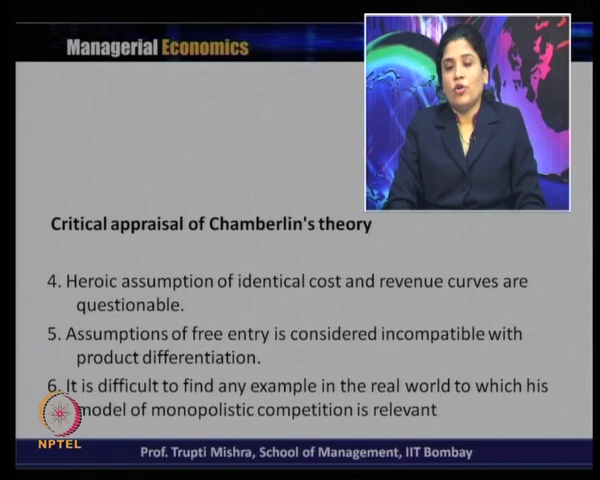 Managerial Economics
Critical appraisal of Chamberlin's theory
4. Heroic assumption of identical cost and revenue curves are
questionable.
5. Assumptions of free entry is considered incompatible with
product differentiation.
6. It is difficult to find any example in the real world to which his
model of monopolistic competition is relevant
NPTEL
Prof. Trupti Mishra, School of Management, IIT Bombay